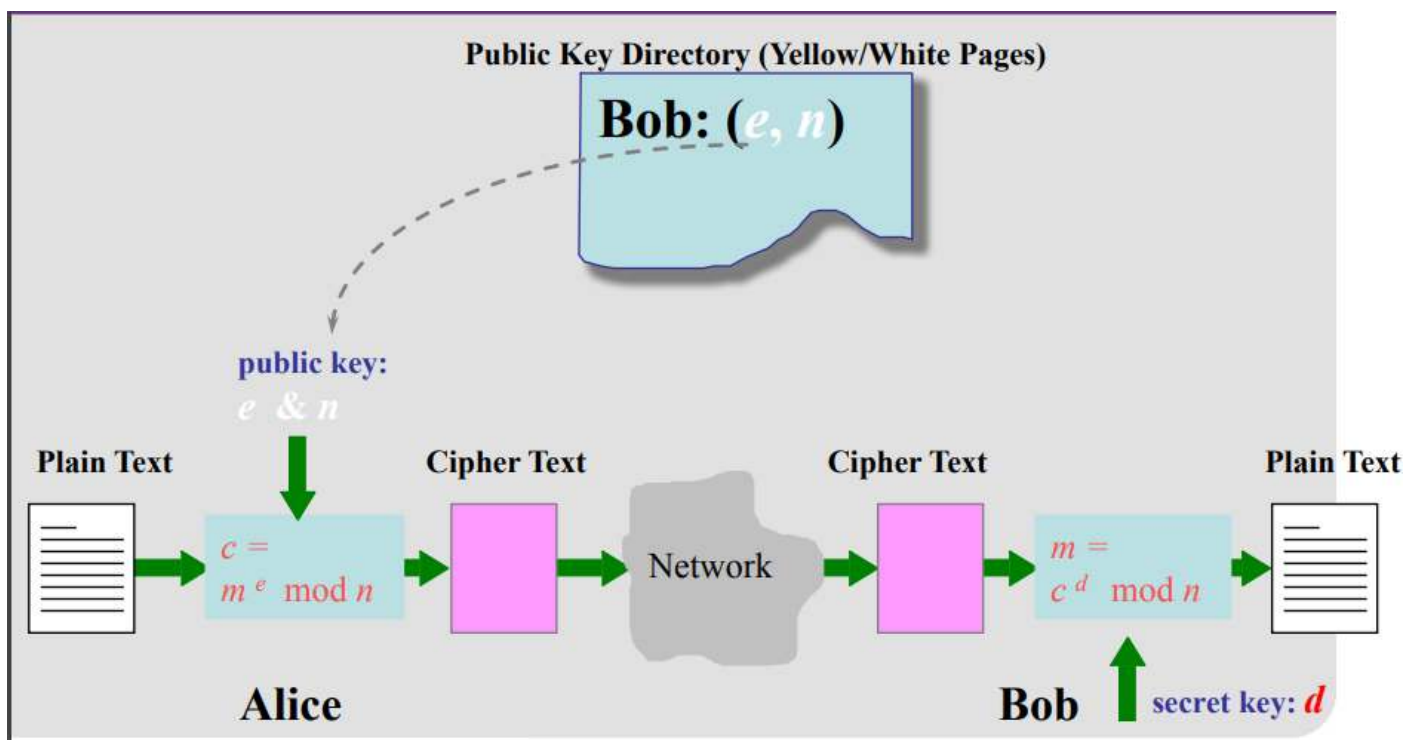 Public Key Directory (Yellow/White Pages)
Bob: (e, n)
public key:
e & n
Plain Text
Cipher Text
Cipher Text
Plain Text
c =
m^e mod n
Network
m =
c^d mod n
Alice
Bob
secret key: d